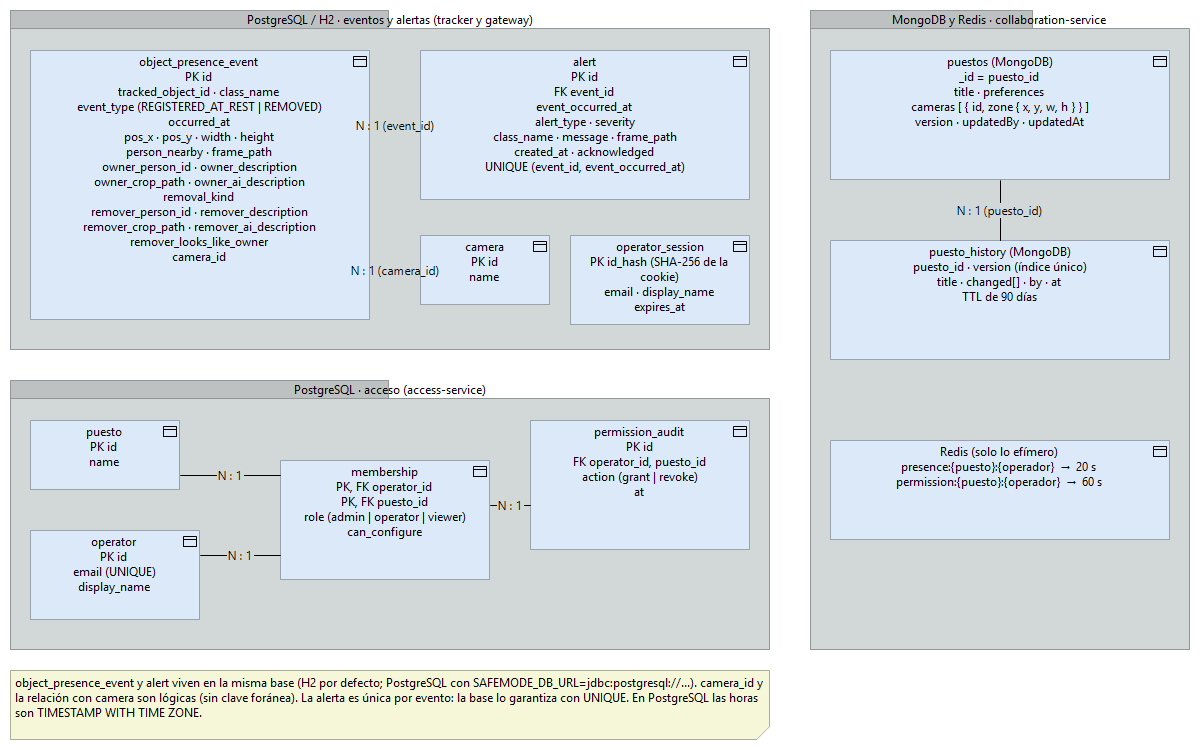 PostgreSQL / H2 · eventos y alertas (tracker y gateway)
object_presence_event
PK id
tracked_object_id · class_name
event_type (REGISTERED_AT_REST | REMOVED)
occurred_at
pos_x · pos_y · width · height
person_nearby · frame_path
owner_person_id · owner_description
owner_crop_path · owner_ai_description
removal_kind
remover_person_id · remover_description
remover_crop_path · remover_ai_description
remover_looks_like_owner
camera_id
N : 1 (event_id)
N : 1 (camera_id)
alert
PK id
FK event_id
event_occurred_at
alert_type · severity
class_name · message · frame_path
created_at · acknowledged
UNIQUE (event_id, event_occurred_at)
camera
PK id
name
operator_session
PK id_hash (SHA-256 de la
cookie)
email · display_name
expires_at
MongoDB y Redis · collaboration-service
puestos (MongoDB)
_id = puesto_id
title · preferences
cameras [ { id, zone { x, y, w, h } } ]
version · updatedBy · updatedAt
N : 1 (puesto_id)
puesto_history (MongoDB)
puesto_id · version (índice único)
title · changed[] · by · at
TTL de 90 días
Redis (solo lo efímero)
presence:{puesto}:{operador} → 20 s
permission:{puesto}:{operador} → 60 s
PostgreSQL · acceso (access-service)
puesto
PK id
name
N : 1
operator
PK id
email (UNIQUE)
display_name
N : 1
membership
PK, FK operator_id
PK, FK puesto_id
role (admin | operator | viewer)
can_configure
N : 1
permission_audit
PK id
FK operator_id, puesto_id
action (grant | revoke)
at
object_presence_event y alert viven en la misma base (H2 por defecto; PostgreSQL con SAFEMODE_DB_URL=jdbc:postgresql://...). camera_id y
la relación con camera son lógicas (sin clave foránea). La alerta es única por evento: la base lo garantiza con UNIQUE. En PostgreSQL las horas
son TIMESTAMP WITH TIME ZONE.